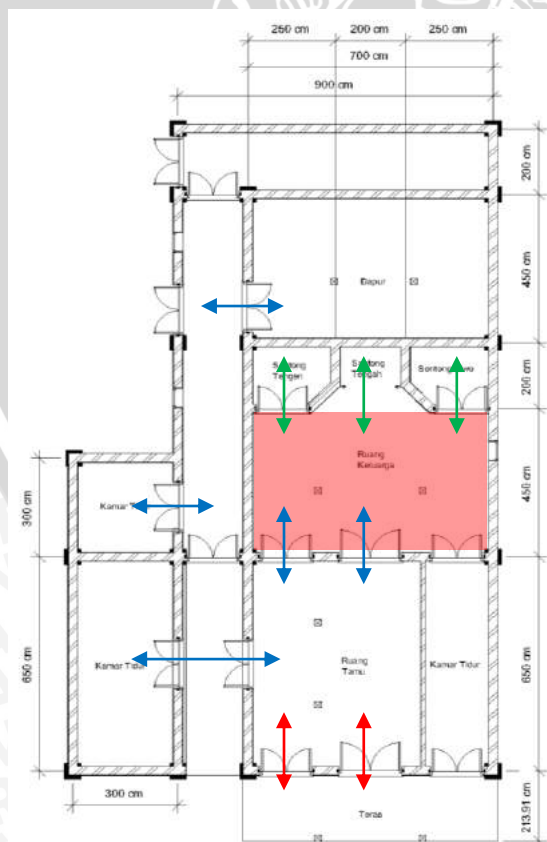 250 cm
200 cm
250 cm
700 cm
900 cm
200 cm
Dapur
450 cm
Tengah
200 cm
Ruang
Keluarga
450 cm
300 cm
650 cm
Kamar Tidur
Ruang
Tamu
Kamar Tidur
650 cm
300 cm
Teras
213.91 cm